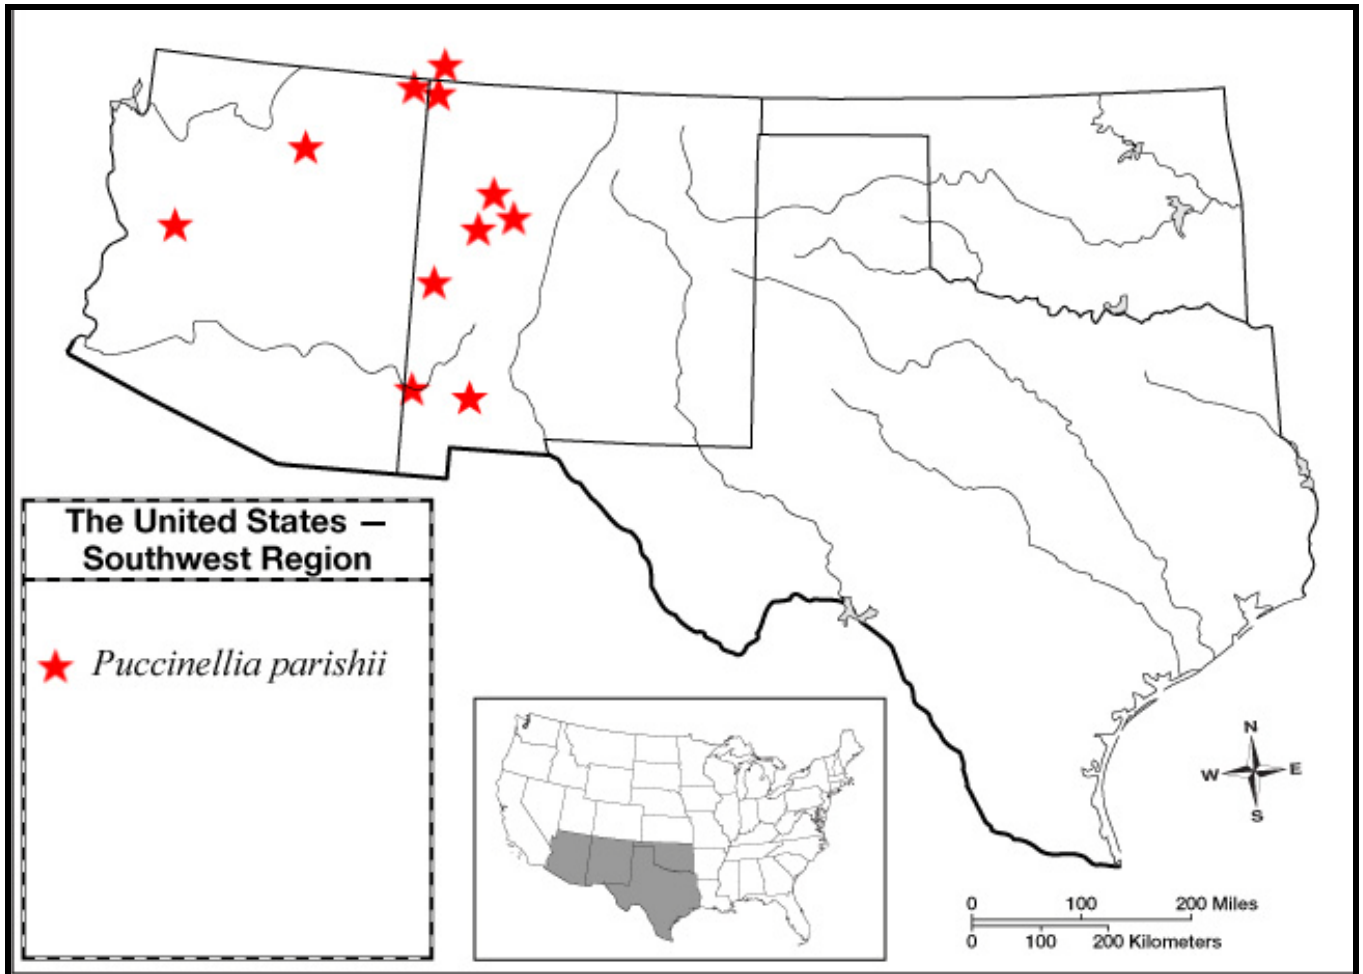 The United States —
Southwest Region
Puccinellia parishii
N
W E
S
0 100 200 Miles
0 100 200 Kilometers